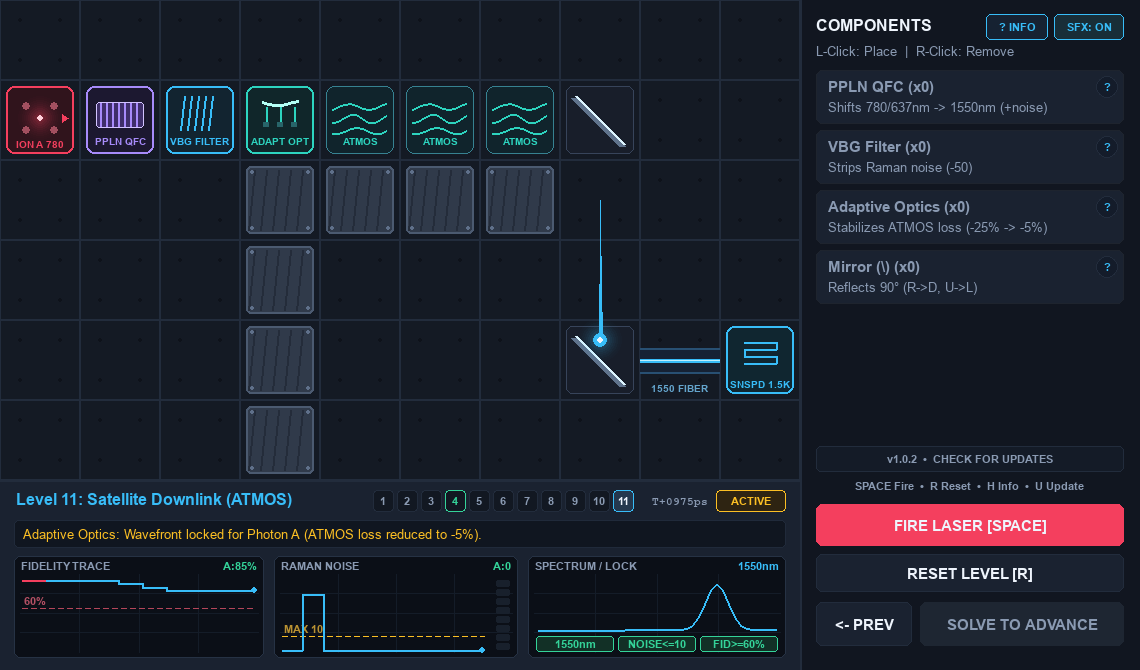 COMPONENTS
? INFO
SFX: ON
L-Click: Place | R-Click: Remove
PPLN QFC (x0)
?
Shifts 780/637nm -> 1550nm (+noise)
VBG Filter (x0)
?
Strips Raman noise (-50)
Adaptive Optics (x0)
?
Stabilizes ATMOS loss (-25% -> -5%)
Mirror (\) (x0)
?
Reflects 90° (R->D, U->L)
ION A 780
PPLN QFC
VBG FILTER
ADAPT OPT
ATMOS
ATMOS
ATMOS
1550 FIBER
SNSPD 1.5K
v1.0.2 • CHECK FOR UPDATES
SPACE Fire • R Reset • H Info • U Update
FIRE LASER [SPACE]
RESET LEVEL [R]
<- PREV
SOLVE TO ADVANCE
Level 11: Satellite Downlink (ATMOS)
1 2 3 4 5 6 7 8 9 10 11
T+0975ps
ACTIVE
Adaptive Optics: Wavefront locked for Photon A (ATMOS loss reduced to -5%).
FIDELITY TRACE
A:85%
60%
RAMAN NOISE
A:0
MAX 10
SPECTRUM / LOCK
1550nm
1550nm
NOISE<=10
FID>=60%